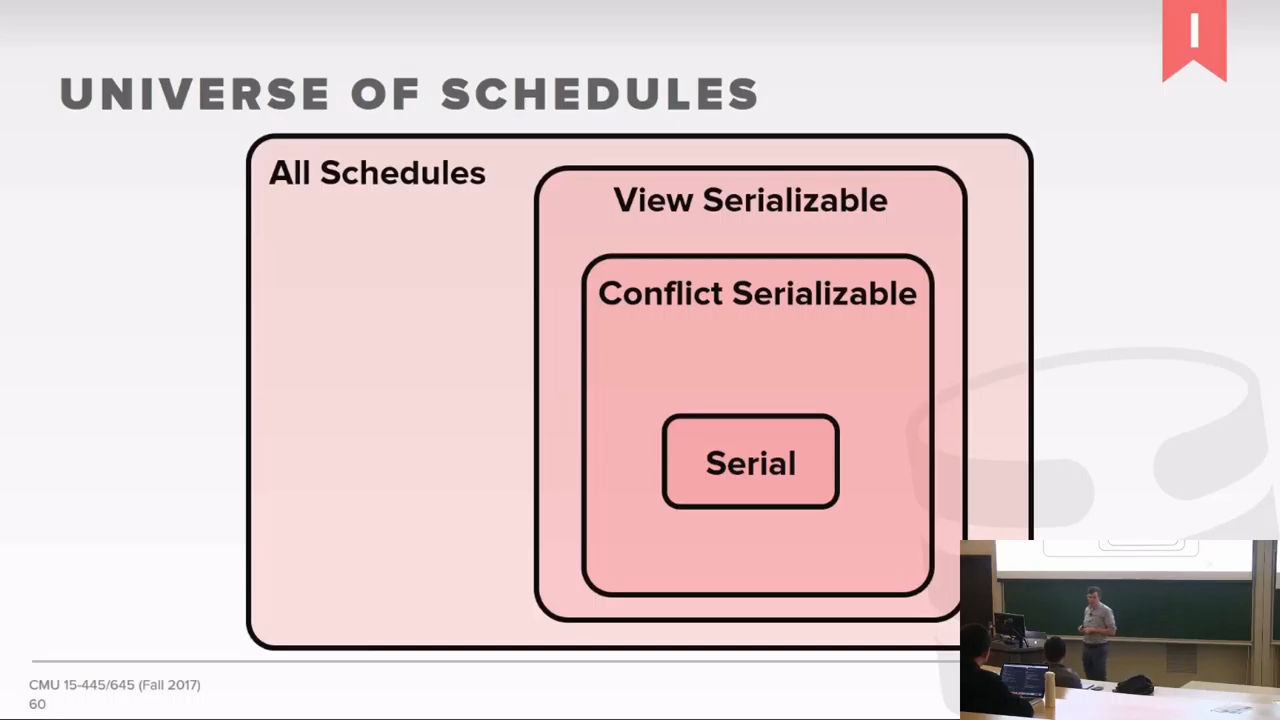 I
UNIVERSE OF SCHEDULES
All Schedules
View Serializable
Conflict Serializable
Serial
CMU 15-445/645 (Fall 2017)
60